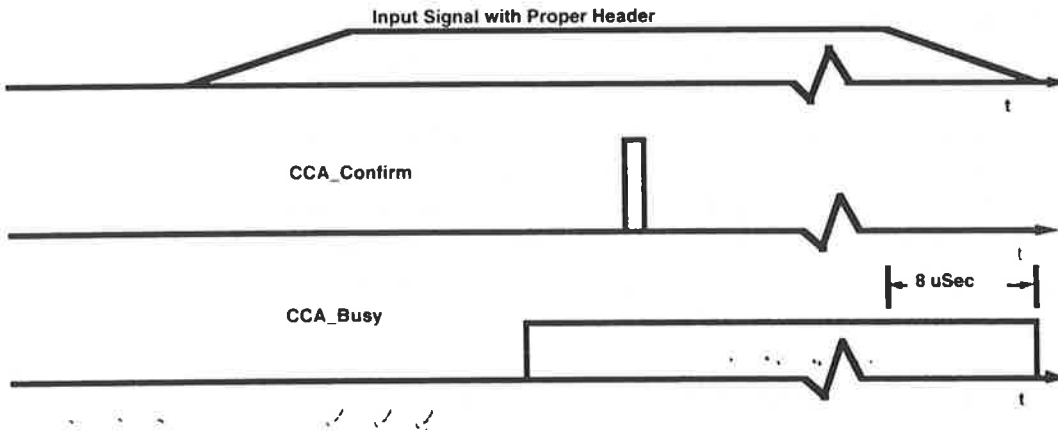 Input Signal with Proper Header
t
CCA_Confirm
t
8 uSec
CCA_Busy
t